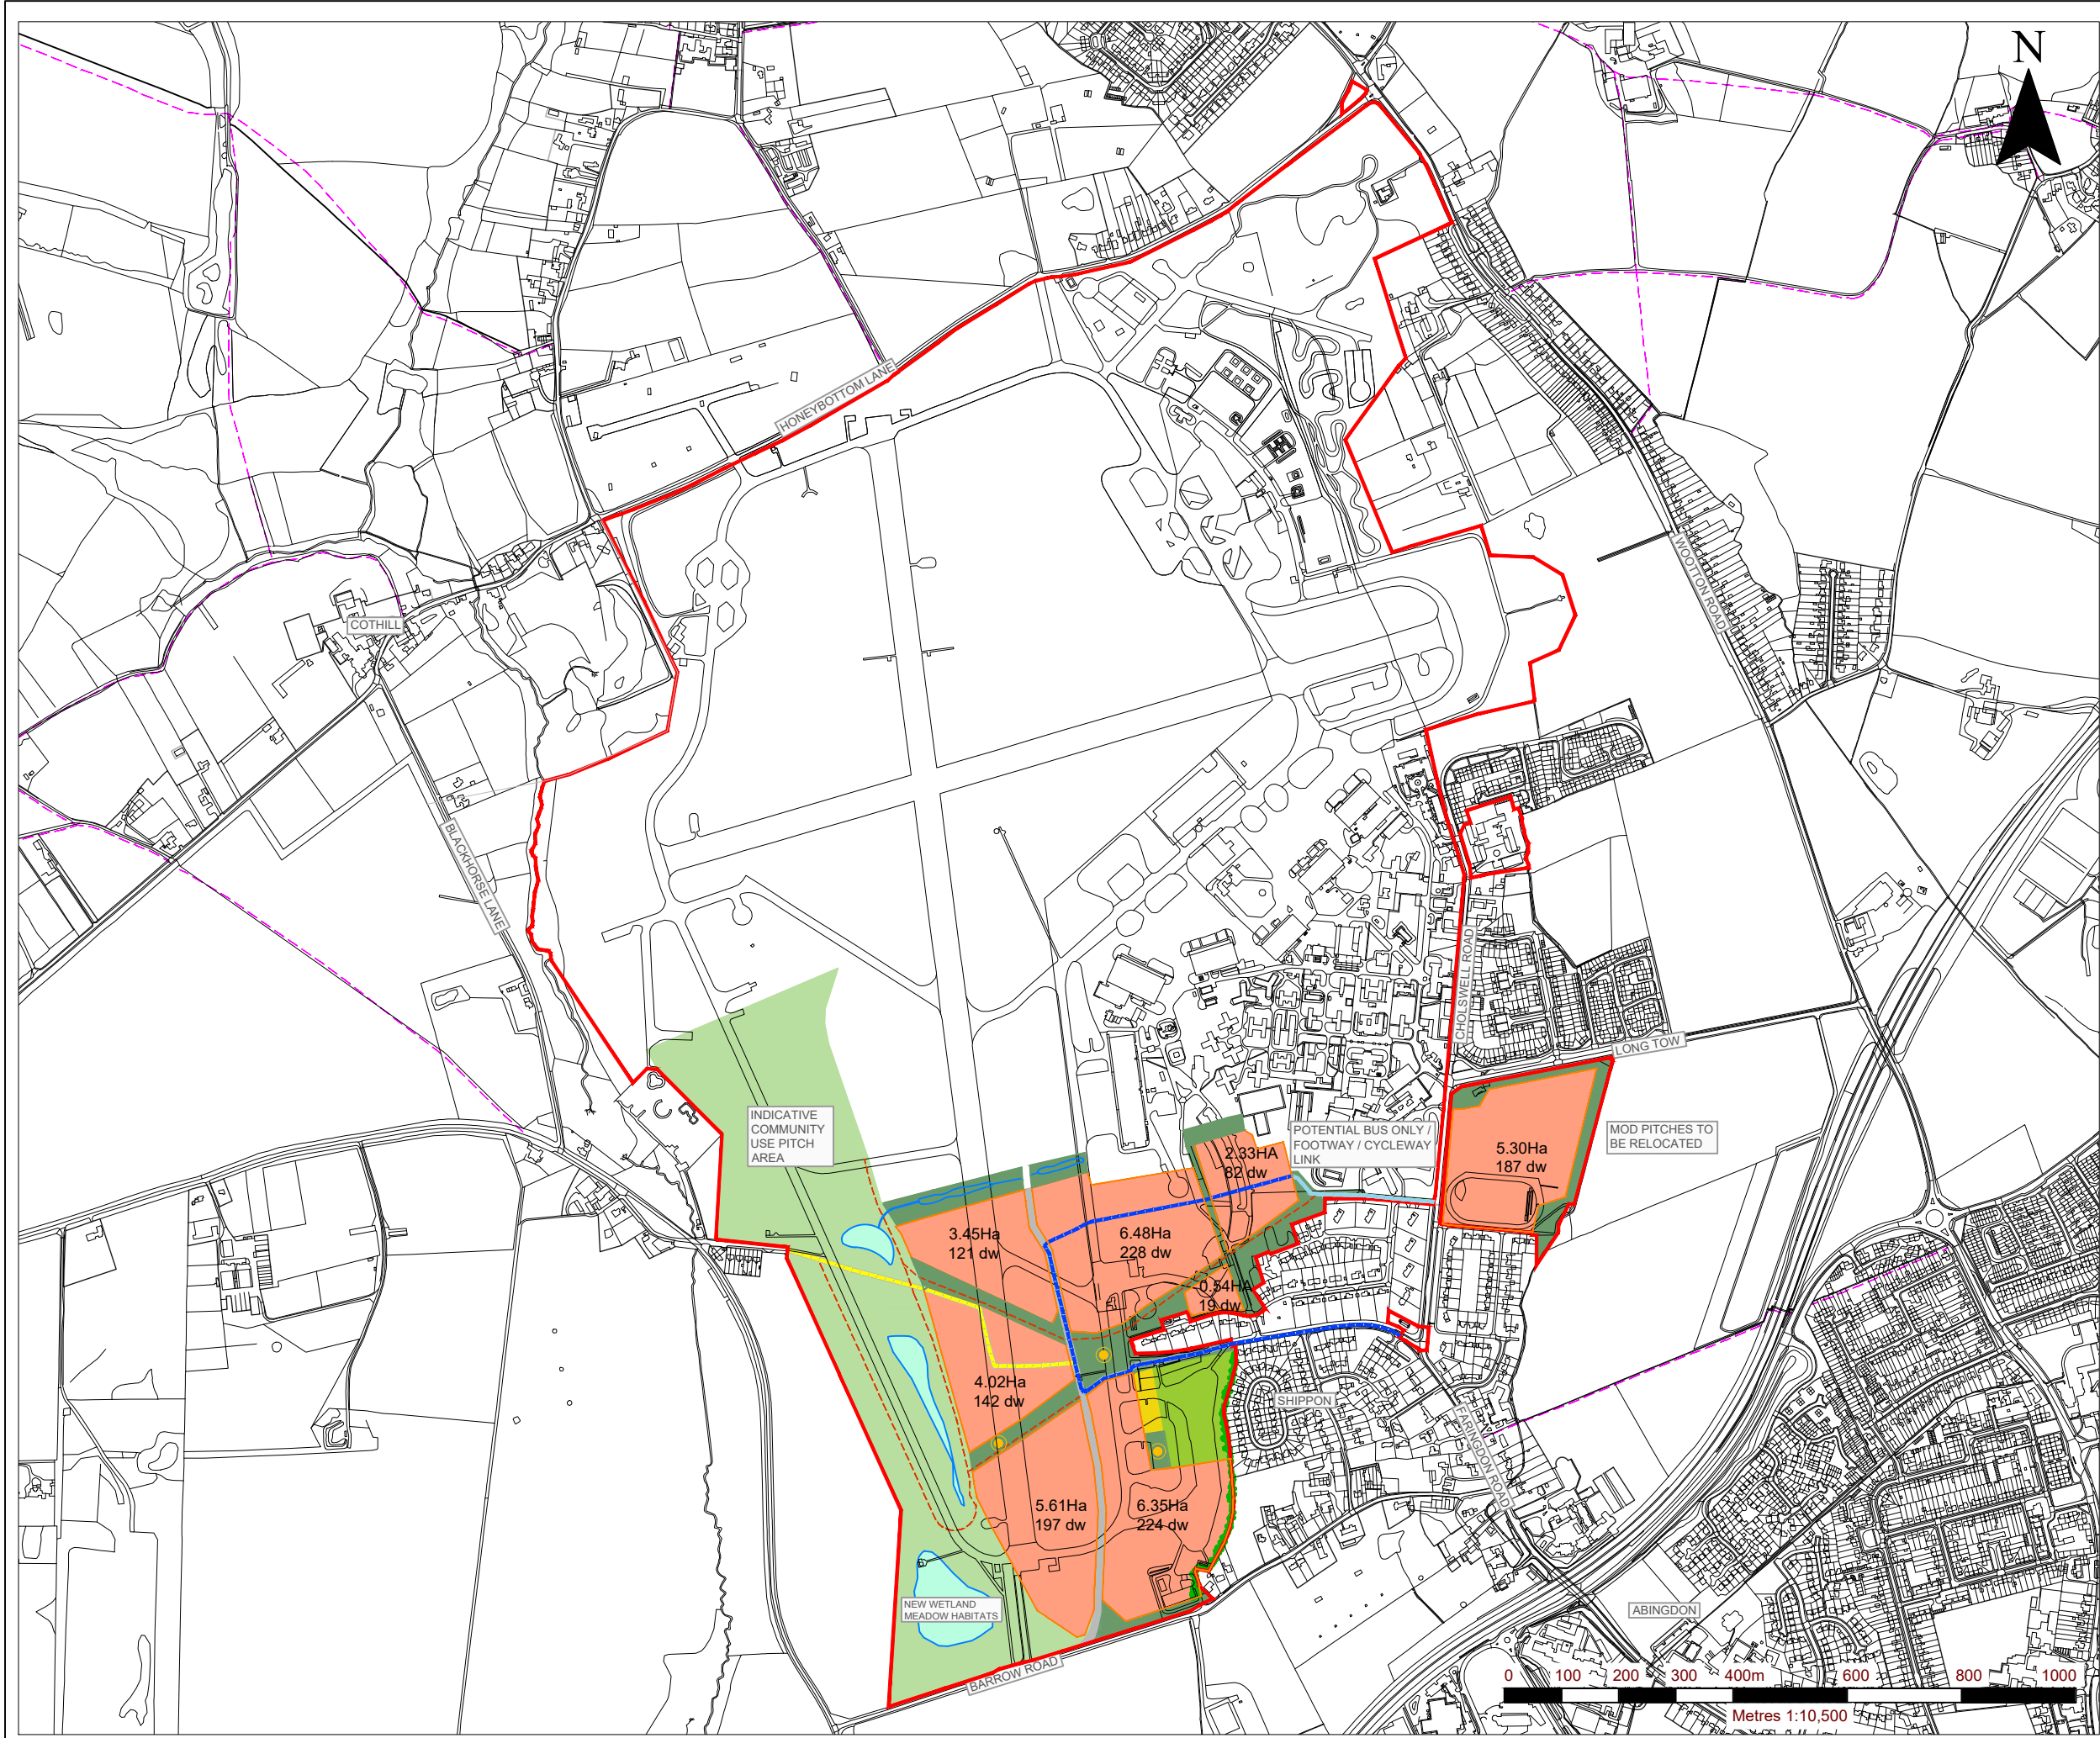 N
HONEYBOTTOM LANE
WOOTTON ROAD
COTHILL
BLACKHORSE LANE
CHOLSWELL ROAD
LONG TOW
INDICATIVE
COMMUNITY
USE PITCH
AREA
POTENTIAL BUS ONLY /
FOOTWAY / CYCLEWAY
LINK
MOD PITCHES TO
BE RELOCATED
2.33HA
82 dw
5.30Ha
187 dw
3.45Ha
121 dw
6.48Ha
228 dw
0.54HA
19 dw
4.02Ha
142 dw
SHIPPON
FARINGDON ROAD
5.61Ha
197 dw
6.35Ha
224 dw
NEW WETLAND
MEADOW HABITATS
ABINGDON
BARROW ROAD
0 100 200 300 400m 600 800 1000
Metres 1:10,500